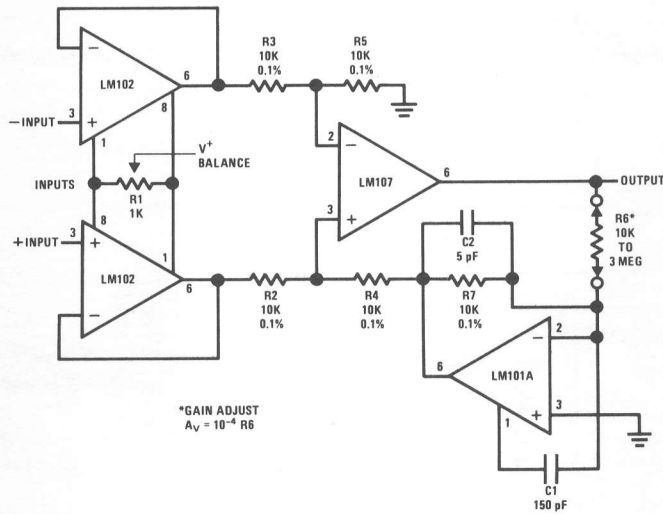 LM102
6
8
3
−INPUT
1
R3
10K
0.1%
R5
10K
0.1%
V+
BALANCE
INPUTS
R1
1K
2
LM107
6
OUTPUT
3
8
+INPUT
3
LM102
1
6
C2
5 pF
R6*
10K
TO
3 MEG
R2
10K
0.1%
R4
10K
0.1%
R7
10K
0.1%
2
6
LM101A
3
1
*GAIN ADJUST
AV = 10⁻⁴ R6
C1
150 pF